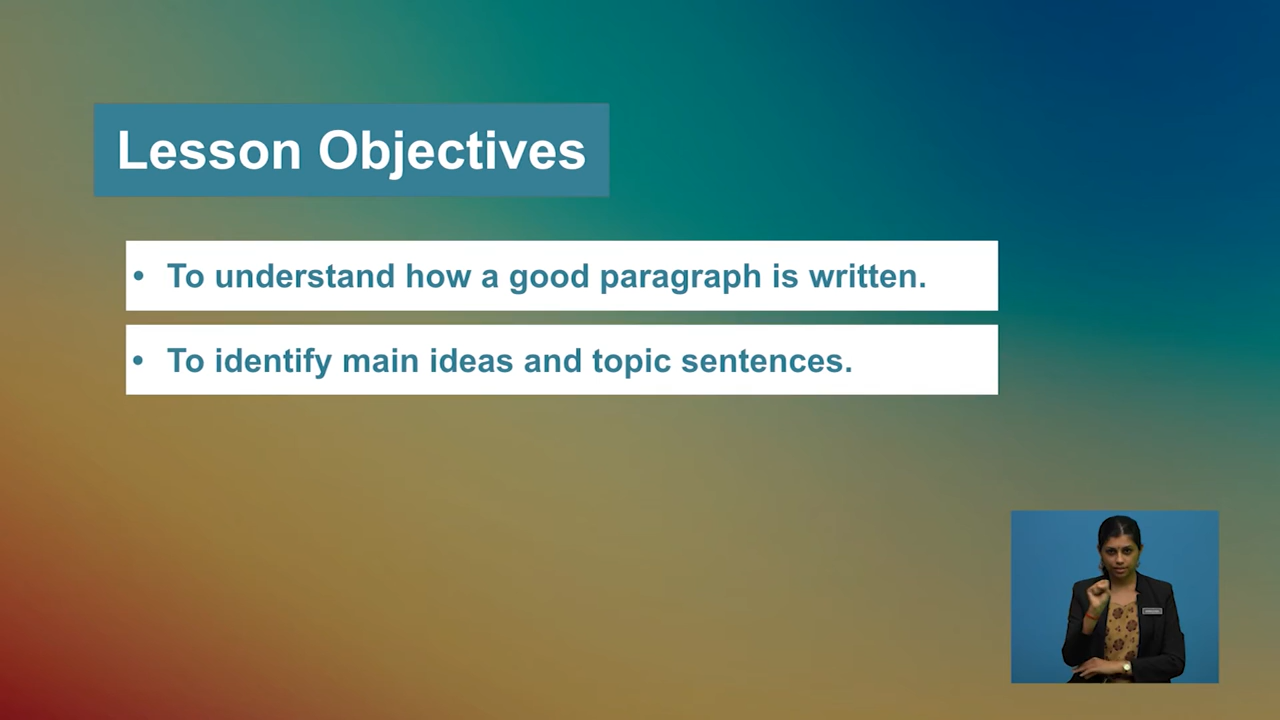 Lesson Objectives
• To understand how a good paragraph is written.
• To identify main ideas and topic sentences.